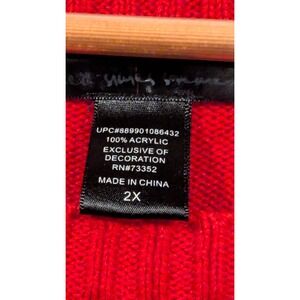 UPC#889901086432
100% ACRYLIC
EXCLUSIVE OF
DECORATION
RN#73352
MADE IN CHINA
2X